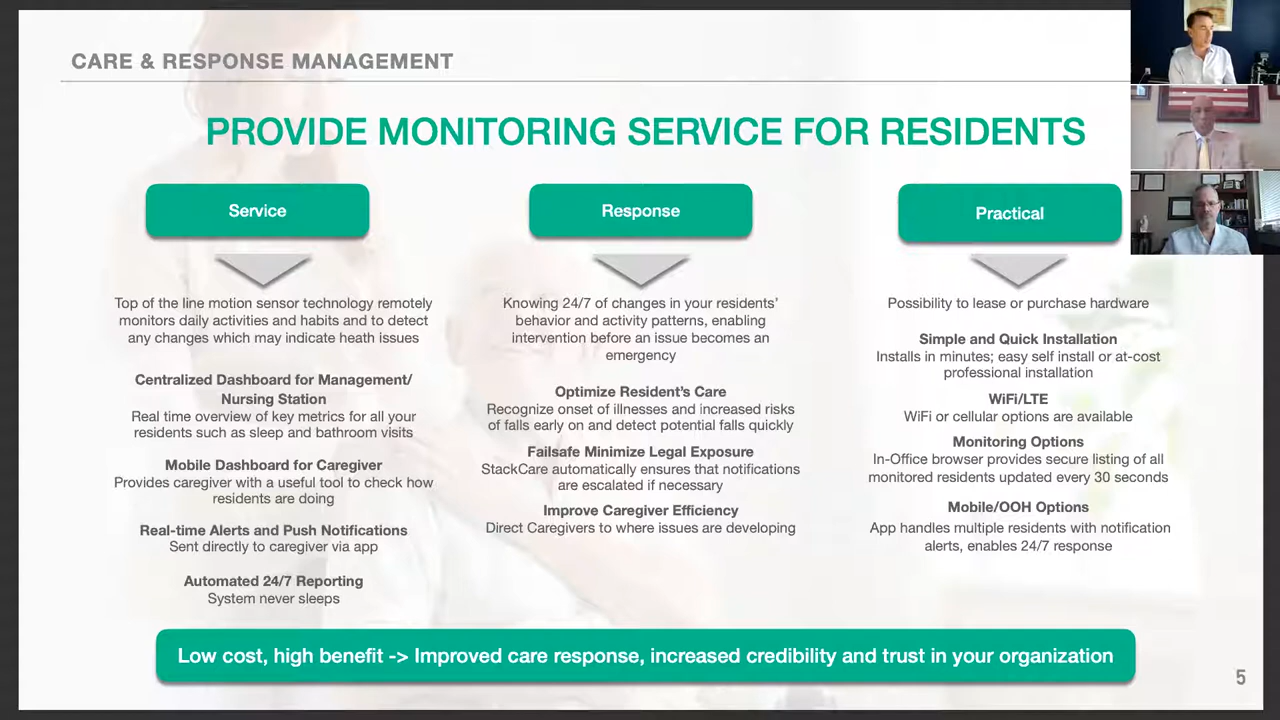 CARE & RESPONSE MANAGEMENT
PROVIDE MONITORING SERVICE FOR RESIDENTS
Service
Top of the line motion sensor technology remotely
monitors daily activities and habits and to detect
any changes which may indicate heath issues
Centralized Dashboard for Management/
Nursing Station
Real time overview of key metrics for all your
residents such as sleep and bathroom visits
Mobile Dashboard for Caregiver
Provides caregiver with a useful tool to check how
residents are doing
Real-time Alerts and Push Notifications
Sent directly to caregiver via app
Automated 24/7 Reporting
System never sleeps
Response
Knowing 24/7 of changes in your residents’
behavior and activity patterns, enabling
intervention before an issue becomes an
emergency
Optimize Resident’s Care
Recognize onset of illnesses and increased risks
of falls early on and detect potential falls quickly
Failsafe Minimize Legal Exposure
StackCare automatically ensures that notifications
are escalated if necessary
Improve Caregiver Efficiency
Direct Caregivers to where issues are developing
Practical
Possibility to lease or purchase hardware
Simple and Quick Installation
Installs in minutes; easy self install or at-cost
professional installation
WiFi/LTE
WiFi or cellular options are available
Monitoring Options
In-Office browser provides secure listing of all
monitored residents updated every 30 seconds
Mobile/OOH Options
App handles multiple residents with notification
alerts, enables 24/7 response
Low cost, high benefit -> Improved care response, increased credibility and trust in your organization
5